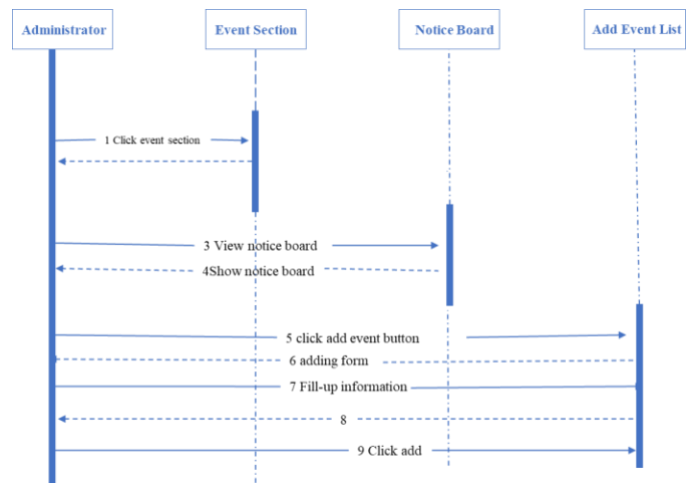 Administrator
Event Section
Notice Board
Add Event List
1 Click event section
3 View notice board
4Show notice board
5 click add event button
6 adding form
7 Fill-up information
8
9 Click add